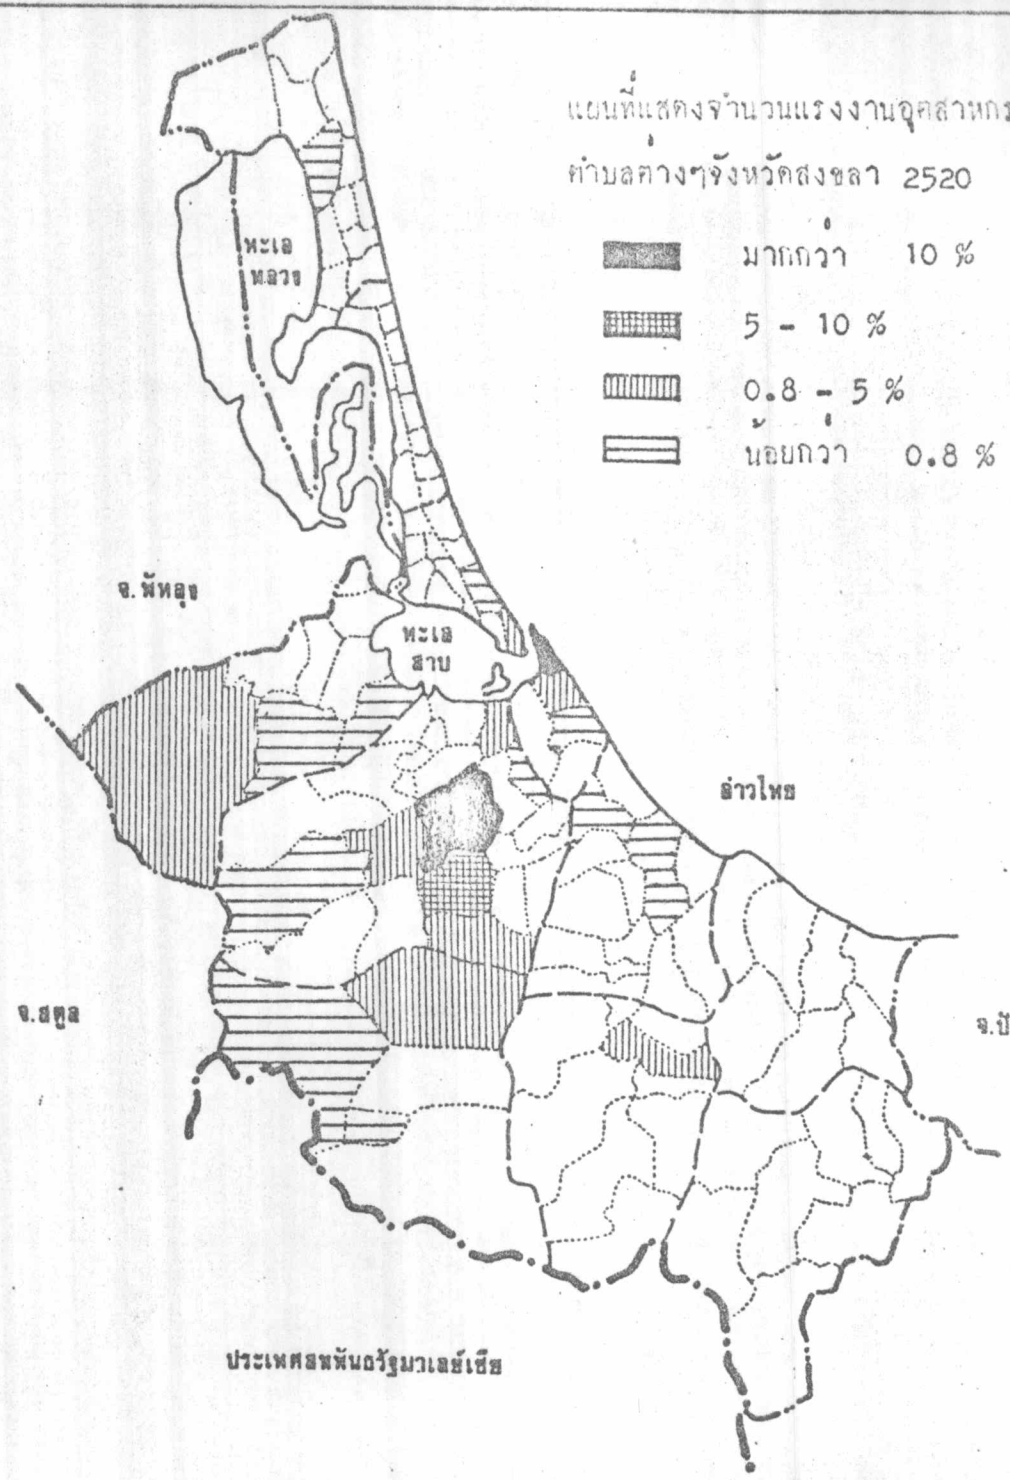 แผนที่แสดงจำนวนแรงงานอุตสาหกร
ตำบลต่างๆจังหวัดสงขลา 2520
มากกว่า 10 %
5 - 10 %
0.8 - 5 %
น้อยกว่า 0.8 %
ทะเล
หลวง
จ.พัทลุง
ทะเล
สาบ
อ่าวไทย
จ.สตูล
จ.ปั
ประเทศสหพันธรัฐมาเลย์เซีย